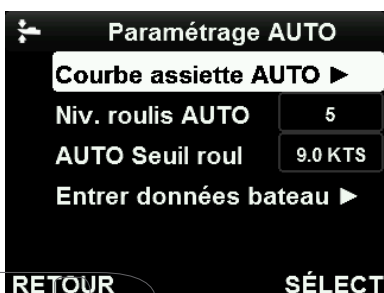 Paramétrage AUTO
Courbe assiette AUTO ►
Niv. roulis AUTO 5
AUTO Seuil roul 9.0 KTS
Entrer données bateau ►
RETOUR SÉLECT